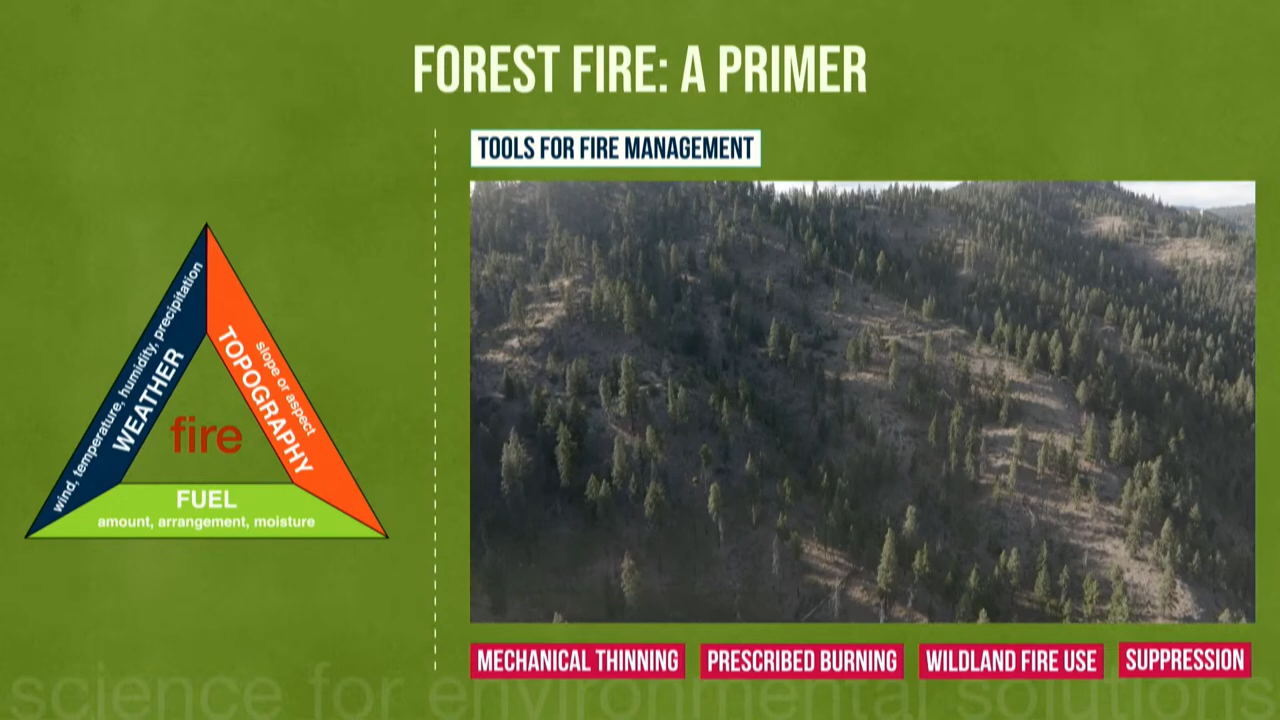 FOREST FIRE: A PRIMER
TOOLS FOR FIRE MANAGEMENT
wind, temperature, humidity, precipitation
WEATHER
slope or aspect
TOPOGRAPHY
fire
FUEL
amount, arrangement, moisture
MECHANICAL THINNING
PRESCRIBED BURNING
WILDLAND FIRE USE
SUPPRESSION
science for environmental solutions